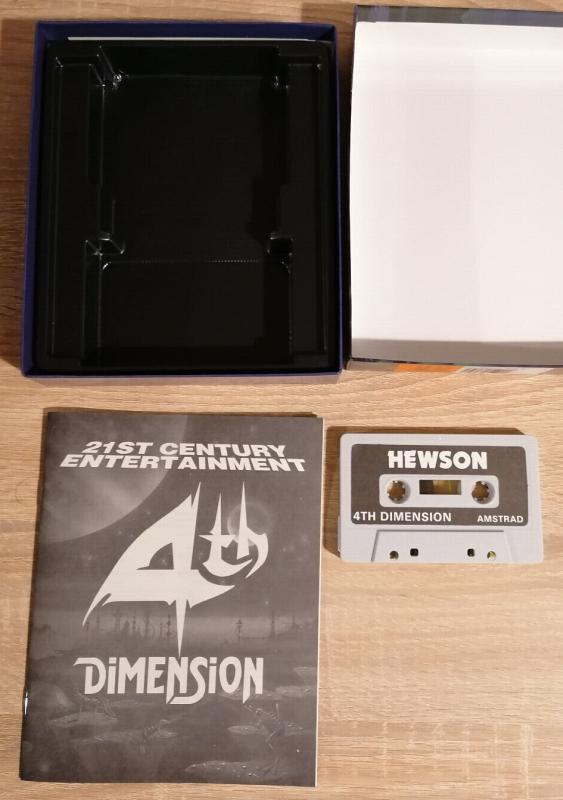 21ST CENTURY
ENTERTAINMENT
4th
DiMENSiON
HEWSON
4TH DIMENSION AMSTRAD